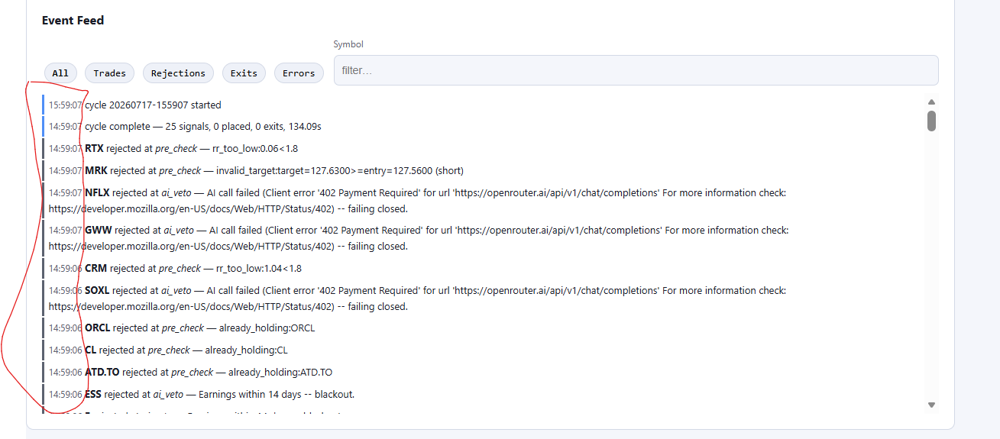 Event Feed
Symbol
All Trades Rejections Exits Errors filter...
15:59:07 cycle 20260717-155907 started
14:59:07 cycle complete — 25 signals, 0 placed, 0 exits, 134.09s
14:59:07 RTX rejected at pre_check — rr_too_low:0.06<1.8
14:59:07 MRK rejected at pre_check — invalid_target:target=127.6300>=entry=127.5600 (short)
14:59:07 NFLX rejected at ai_veto — AI call failed (Client error '402 Payment Required' for url 'https://openrouter.ai/api/v1/chat/completions' For more information check:
https://developer.mozilla.org/en-US/docs/Web/HTTP/Status/402) -- failing closed.
14:59:07 GWW rejected at ai_veto — AI call failed (Client error '402 Payment Required' for url 'https://openrouter.ai/api/v1/chat/completions' For more information check:
https://developer.mozilla.org/en-US/docs/Web/HTTP/Status/402) -- failing closed.
14:59:06 CRM rejected at pre_check — rr_too_low:1.04<1.8
14:59:06 SOXL rejected at ai_veto — AI call failed (Client error '402 Payment Required' for url 'https://openrouter.ai/api/v1/chat/completions' For more information check:
https://developer.mozilla.org/en-US/docs/Web/HTTP/Status/402) -- failing closed.
14:59:06 ORCL rejected at pre_check — already_holding:ORCL
14:59:06 CL rejected at pre_check — already_holding:CL
14:59:06 ATD.TO rejected at pre_check — already_holding:ATD.TO
14:59:06 ESS rejected at ai_veto — Earnings within 14 days -- blackout.